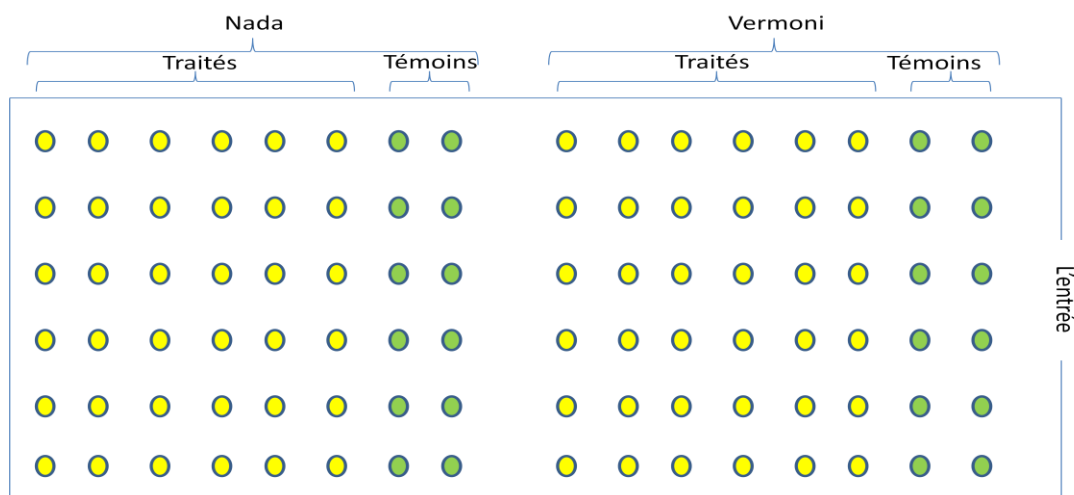 Nada
Vermoni
Traités
Témoins
Traités
Témoins
L'entrée